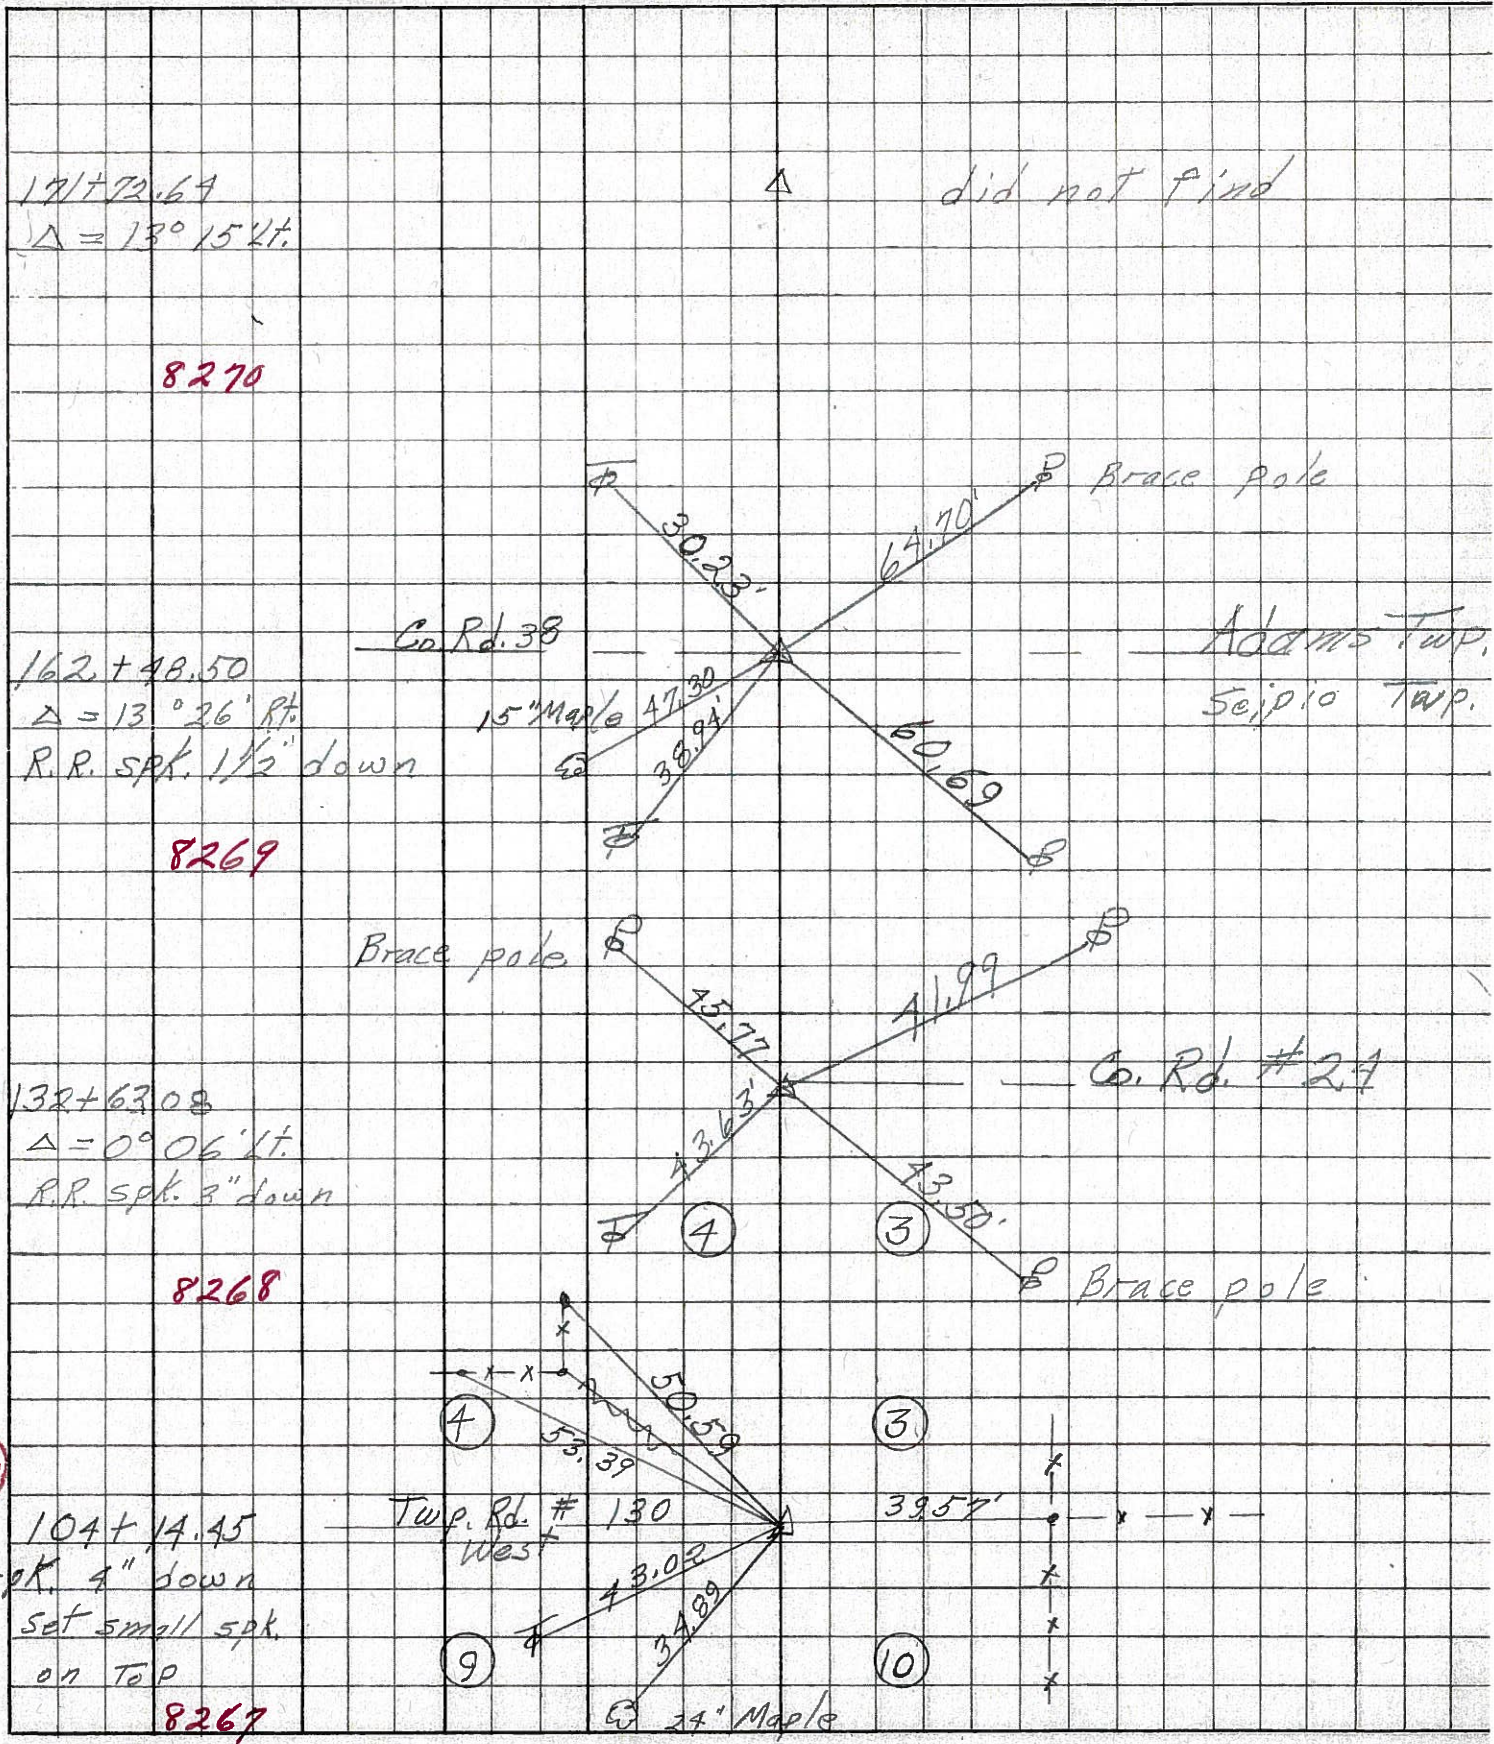 171+72.64
Δ = 13° 15' Lt.
Δ
did not find
8270
Brace pole
30.23'
64.70'
Co. Rd. 38
Adams Twp.
Scipio Twp.
162+48.50
Δ = 13° 26' Rt.
R.R. spk. 1 1/2" down
15" Maple
47.30
38.94'
60.69
8269
Brace pole
45.77
41.99
Co. Rd. #24
132+63.08
Δ = 0° 06' Lt.
R.R. spk. 3" down
43.63'
43.50'
4
3
8268
Brace pole
50.59
4
53.39
3
Twp. Rd. # 130
West
39.57'
104+14.45
spk. 4" down
set small spk.
on Top
43.02
34.89
9
10
8267
24" Maple